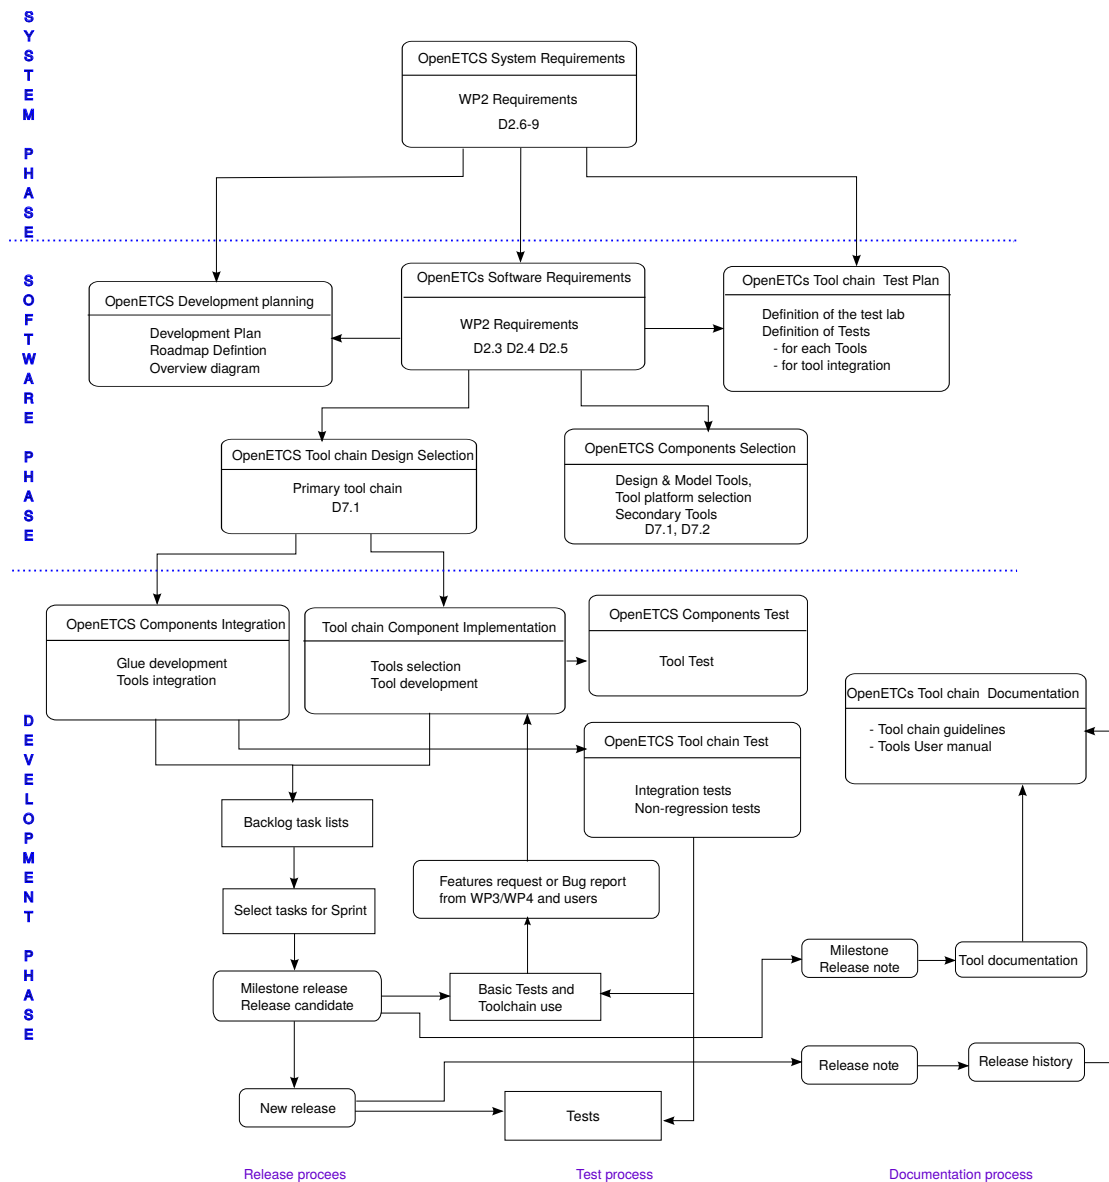 SYSTEM PHASE
OpenETCS System Requirements
WP2 Requirements
D2.6-9
SOFTWARE PHASE
OpenETCS Development planning
Development Plan
Roadmap Defintion
Overview diagram
OpenETCs Software Requirements
WP2 Requirements
D2.3 D2.4 D2.5
OpenETCs Tool chain Test Plan
Definition of the test lab
Definition of Tests
- for each Tools
- for tool integration
OpenETCS Tool chain Design Selection
Primary tool chain
D7.1
OpenETCS Components Selection
Design & Model Tools,
Tool platform selection
Secondary Tools
D7.1, D7.2
DEVELOPMENT PHASE
OpenETCS Components Integration
Glue development
Tools integration
Tool chain Component Implementation
Tools selection
Tool development
OpenETCS Components Test
Tool Test
OpenETCs Tool chain Documentation
- Tool chain guidelines
- Tools User manual
OpenETCS Tool chain Test
Integration tests
Non-regression tests
Backlog task lists
Features request or Bug report
from WP3/WP4 and users
Select tasks for Sprint
Milestone
Release note
Tool documentation
Milestone release
Release candidate
Basic Tests and
Toolchain use
Release note
Release history
New release
Tests
Release procees
Test process
Documentation process